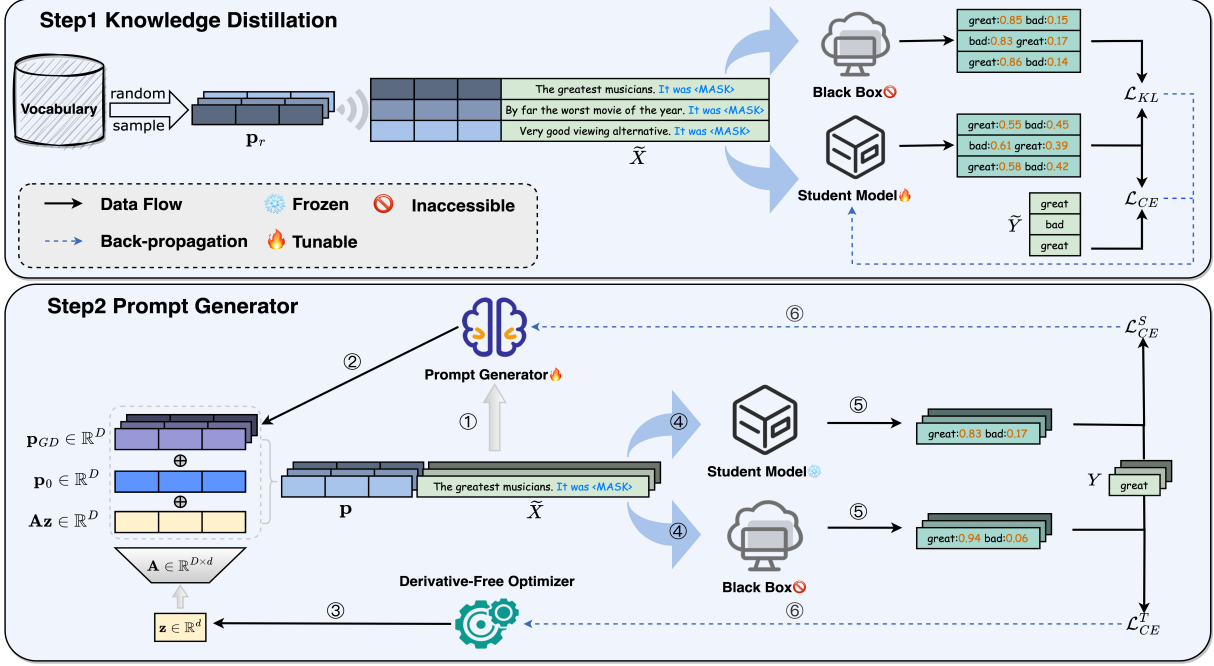 Step1 Knowledge Distillation
Vocabulary
random
sample
𝐩_r
The greatest musicians. It was <MASK>
By far the worst movie of the year. It was <MASK>
Very good viewing alternative. It was <MASK>
X̃
Black Box
Student Model
great:0.85 bad:0.15
bad:0.83 great:0.17
great:0.86 bad:0.14
great:0.55 bad:0.45
bad:0.61 great:0.39
great:0.58 bad:0.42
ℒ_KL
ℒ_CE
Ỹ
great
bad
great
Data Flow
Frozen
Inaccessible
Back-propagation
Tunable
Step2 Prompt Generator
Prompt Generator
⑥
ℒ^S_CE
②
①
④
⑤
Student Model
great:0.83 bad:0.17
𝐩_GD ∈ ℝ^D
⊕
𝐩_0 ∈ ℝ^D
⊕
𝐀𝐳 ∈ ℝ^D
The greatest musicians. It was <MASK>
𝐩
X̃
Y
great
④
⑤
Black Box
great:0.94 bad:0.06
𝐀 ∈ ℝ^{D×d}
Derivative-Free Optimizer
③
⑥
𝐳 ∈ ℝ^d
ℒ^T_CE